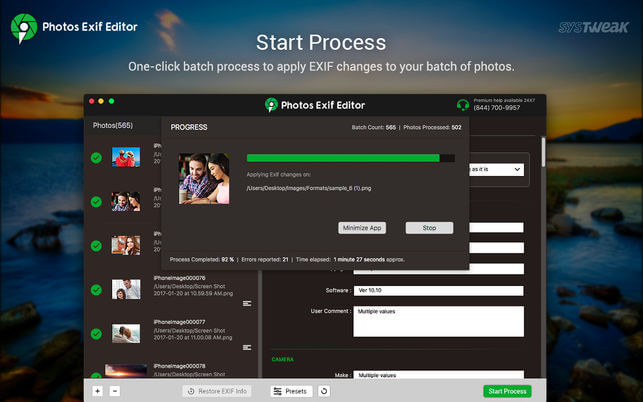 Photos Exif Editor
SYSTWEAK
Start Process
One-click batch process to apply EXIF changes to your batch of photos.
Photos Exif Editor
Premium help available 24X7
(844) 700-9957
Photos(565)
PROGRESS
Batch Count: 565 | Photos Processed: 502
Applying Exif changes on:
/Users/Desktop/Images/Formats/sample_6 (1).png
Minimize App
Stop
Process Completed: 92 % | Errors reported: 21 | Time elapsed: 1 minute 27 seconds approx.
as it is
iPhoneImage000076
/Users/Desktop/Screen Shot
2017-01-20 at 10.59.59 AM.png
iPhoneImage000077
/Users/Desktop/Screen Shot
2017-01-20 at 11.00.08 AM.png
iPhoneImage000078
/Users/Desktop/Screen Shot
Software :
Ver 10.10
User Comment :
Multiple values
CAMERA
Make :
Multiple values
+
-
Restore EXIF Info
Presets
Start Process